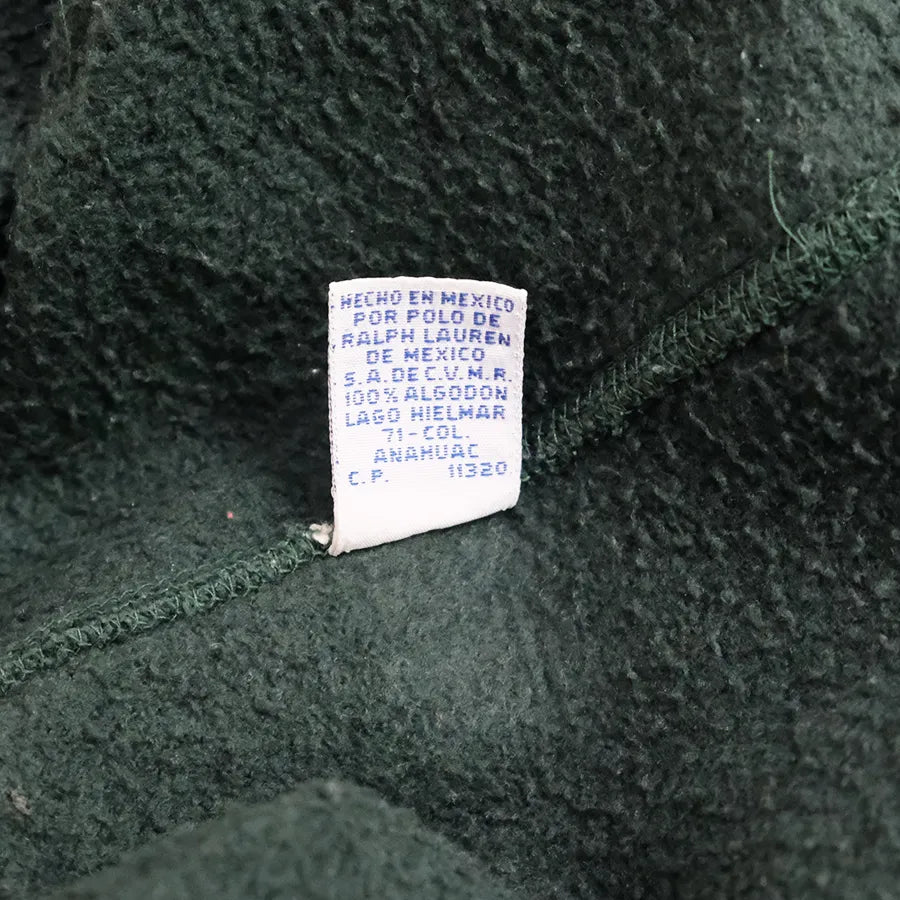 HECHO EN MEXICO
POR POLO DE
RALPH LAUREN
DE MEXICO
S.A.DE C.V.M.R.
100% ALGODON
LAGO HIELMAR
71-COL.
ANAHUAC
C.P. 11320